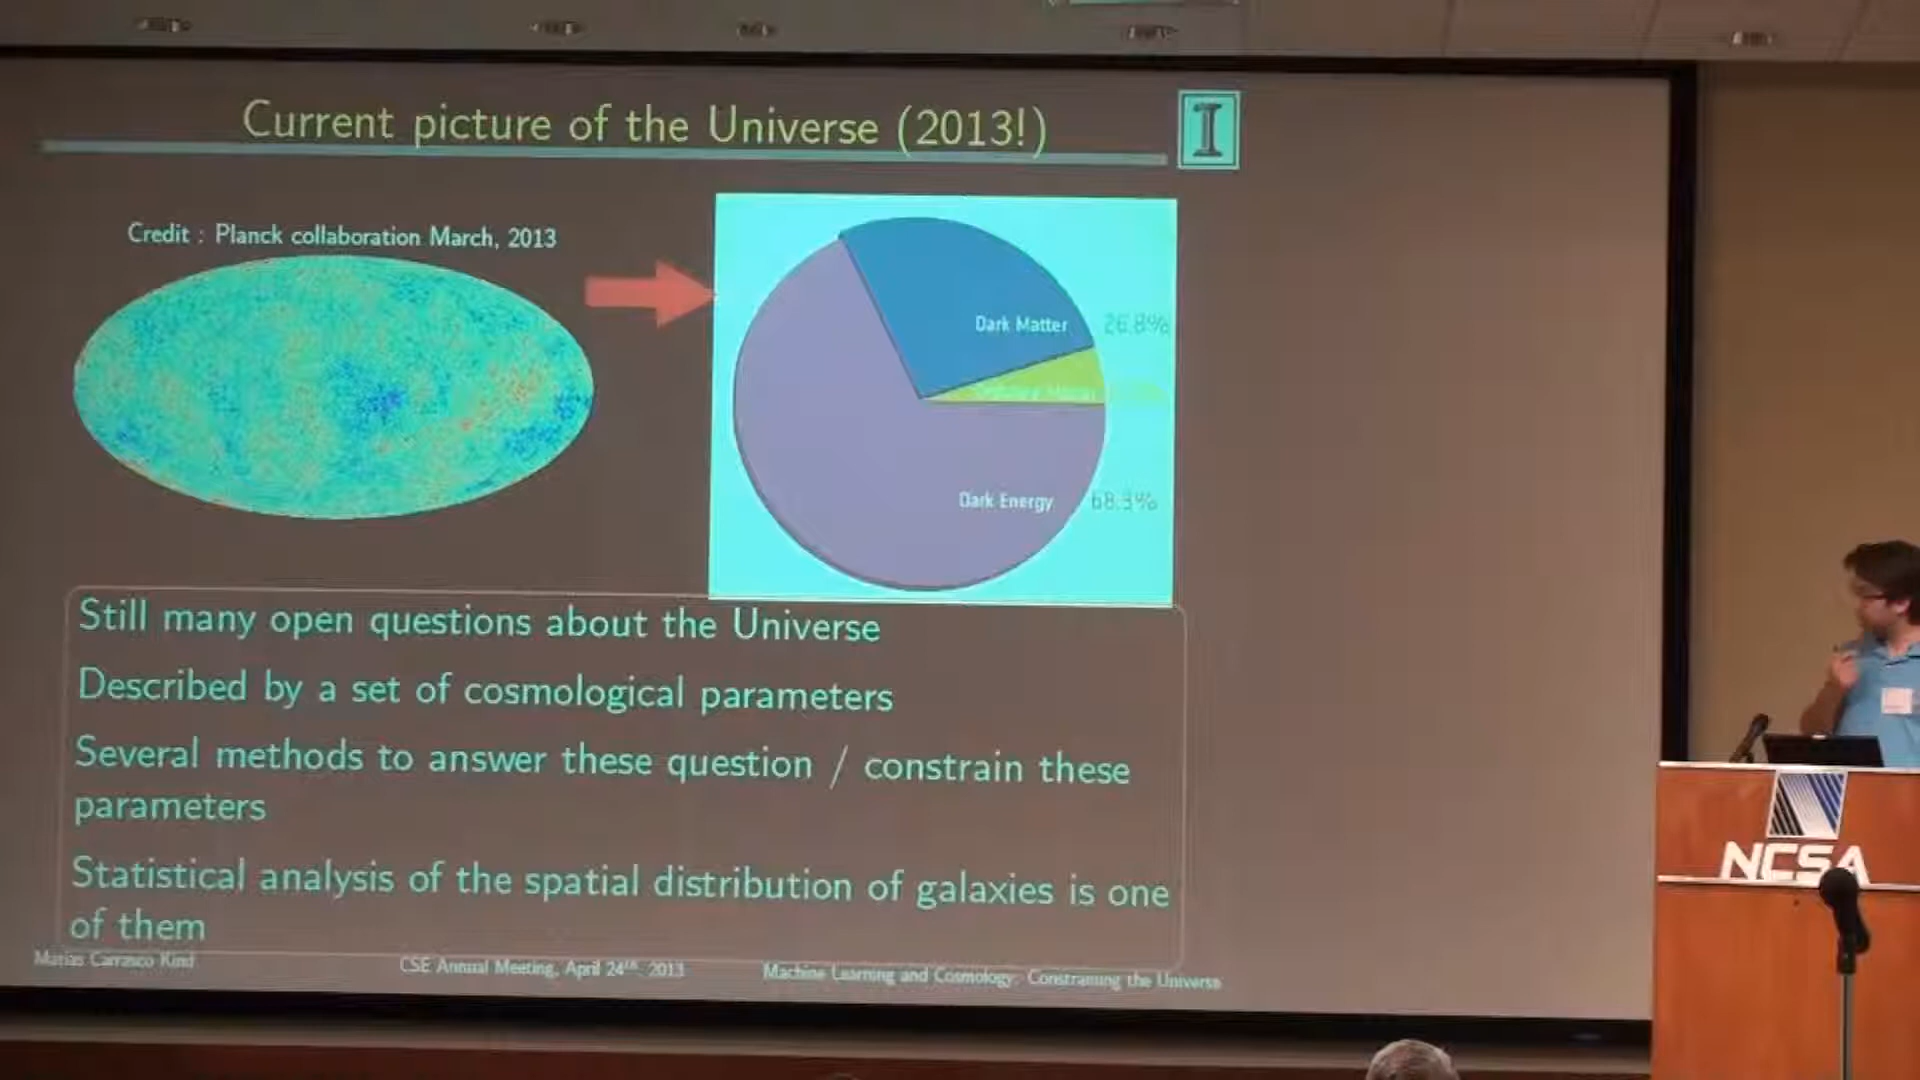 Current picture of the Universe (2013!)
I
Credit : Planck collaboration March, 2013
Dark Matter 26.8%
Dark Energy 68.3%
Still many open questions about the Universe
Described by a set of cosmological parameters
Several methods to answer these question / constrain these
parameters
Statistical analysis of the spatial distribution of galaxies is one
of them
Matias Carrasco Kind
CSE Annual Meeting, April 24th, 2013
Machine Learning and Cosmology: Constraining the Universe
NCSA